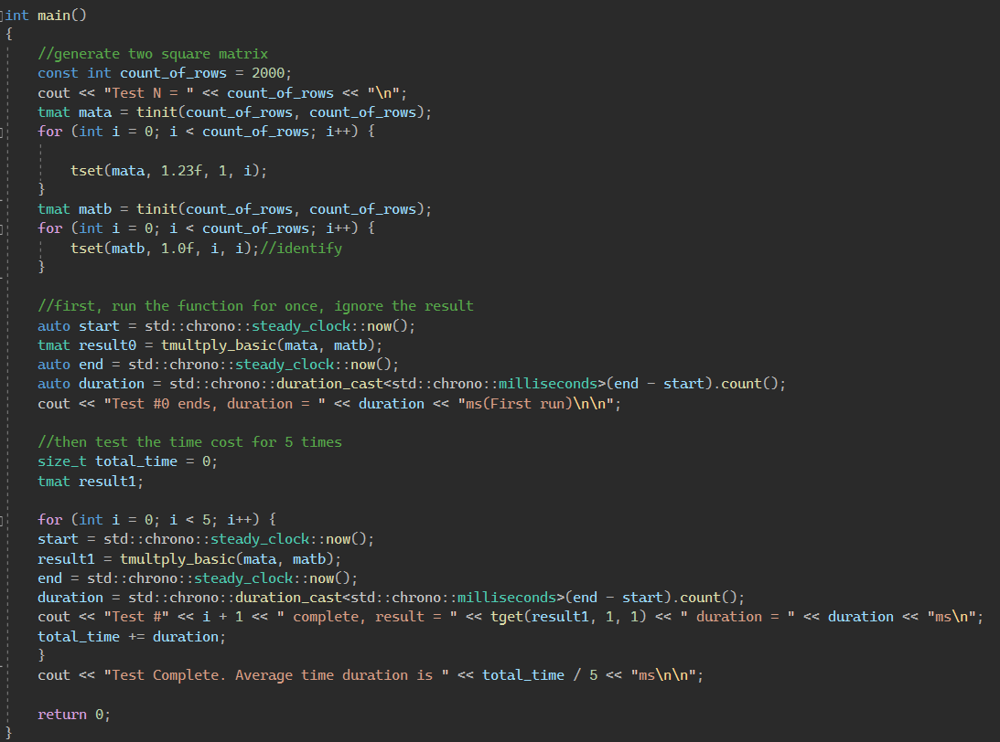 int main()
{
//generate two square matrix
const int count_of_rows = 2000;
cout << "Test N = " << count_of_rows << "\n";
tmat mata = tinit(count_of_rows, count_of_rows);
for (int i = 0; i < count_of_rows; i++) {
tset(mata, 1.23f, 1, i);
}
tmat matb = tinit(count_of_rows, count_of_rows);
for (int i = 0; i < count_of_rows; i++) {
tset(matb, 1.0f, i, i);//identify
}
//first, run the function for once, ignore the result
auto start = std::chrono::steady_clock::now();
tmat result0 = tmultply_basic(mata, matb);
auto end = std::chrono::steady_clock::now();
auto duration = std::chrono::duration_cast<std::chrono::milliseconds>(end - start).count();
cout << "Test #0 ends, duration = " << duration << "ms(First run)\n\n";
//then test the time cost for 5 times
size_t total_time = 0;
tmat result1;
for (int i = 0; i < 5; i++) {
start = std::chrono::steady_clock::now();
result1 = tmultply_basic(mata, matb);
end = std::chrono::steady_clock::now();
duration = std::chrono::duration_cast<std::chrono::milliseconds>(end - start).count();
cout << "Test #" << i + 1 << " complete, result = " << tget(result1, 1, 1) << " duration = " << duration << "ms\n";
total_time += duration;
}
cout << "Test Complete. Average time duration is " << total_time / 5 << "ms\n\n";
return 0;
}